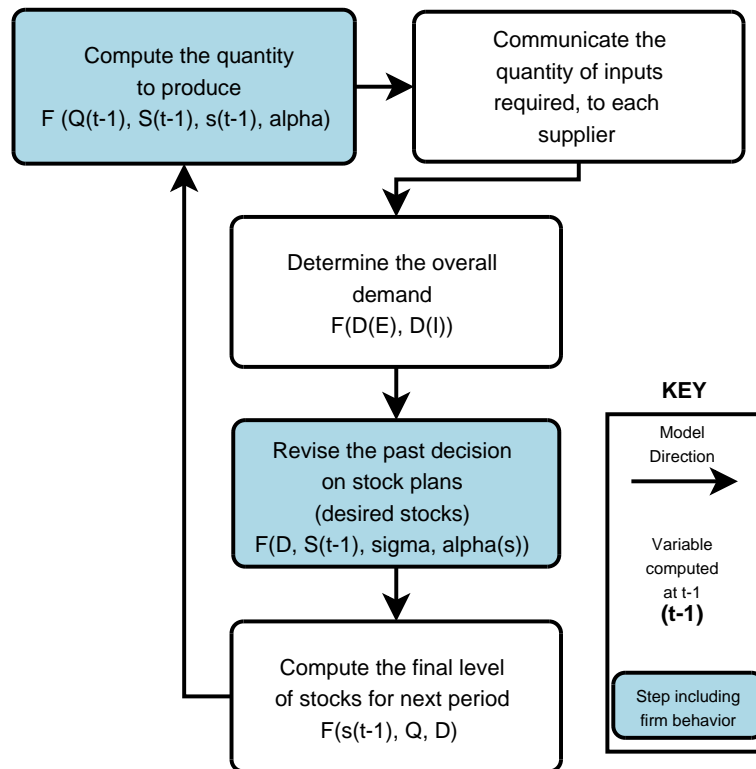 Compute the quantity
to produce
F (Q(t-1), S(t-1), s(t-1), alpha)
Communicate the
quantity of inputs
required, to each
supplier
Determine the overall
demand
F(D(E), D(I))
Revise the past decision
on stock plans
(desired stocks)
F(D, S(t-1), sigma, alpha(s))
Compute the final level
of stocks for next period
F(s(t-1), Q, D)
KEY
Model
Direction
Variable
computed
at t-1
(t-1)
Step including
firm behavior